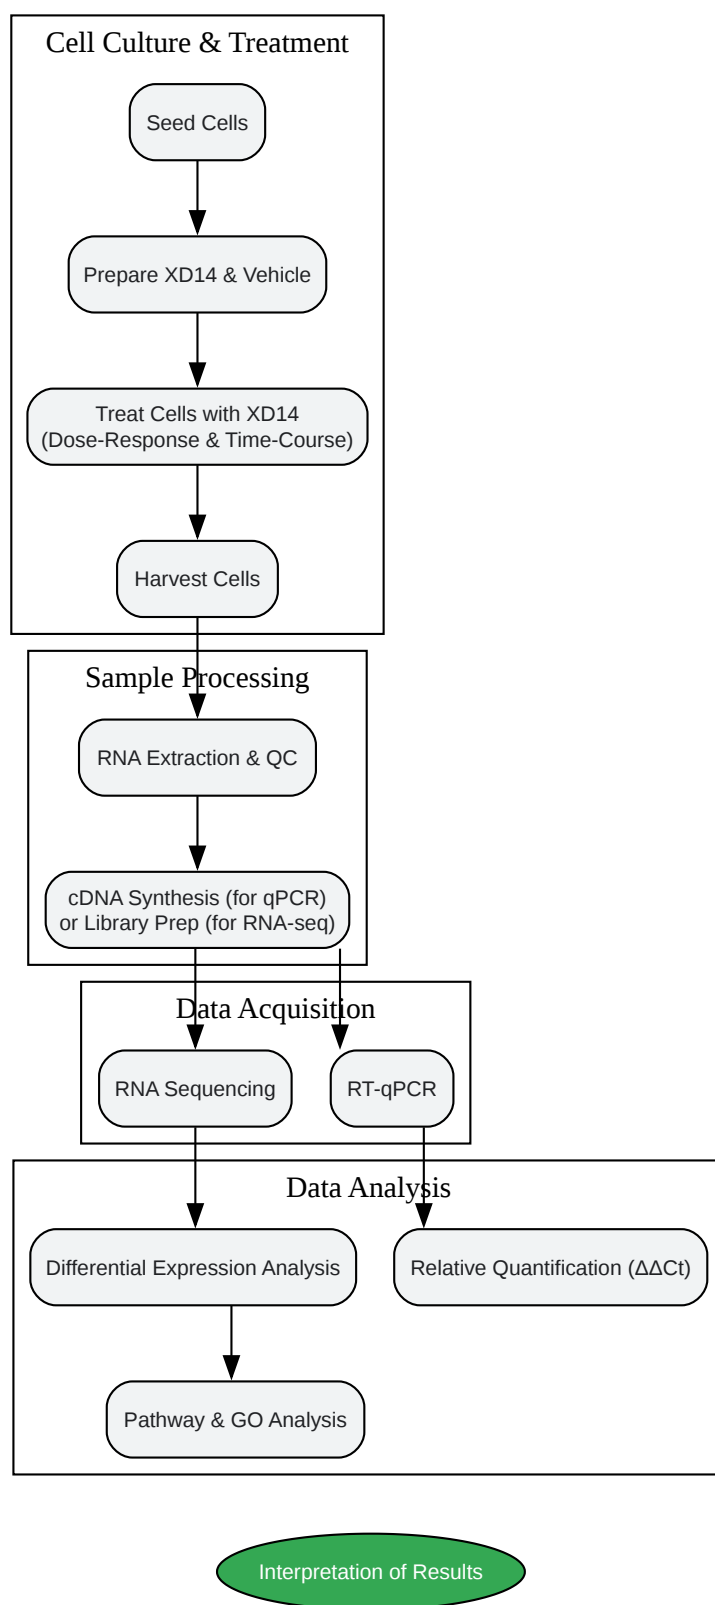 Cell Culture & Treatment
Seed Cells
Prepare XD14 & Vehicle
Treat Cells with XD14
(Dose-Response & Time-Course)
Harvest Cells
Sample Processing
RNA Extraction & QC
cDNA Synthesis (for qPCR)
or Library Prep (for RNA-seq)
Data Acquisition
RNA Sequencing
RT-qPCR
Data Analysis
Differential Expression Analysis
Relative Quantification (ΔΔCt)
Pathway & GO Analysis
Interpretation of Results